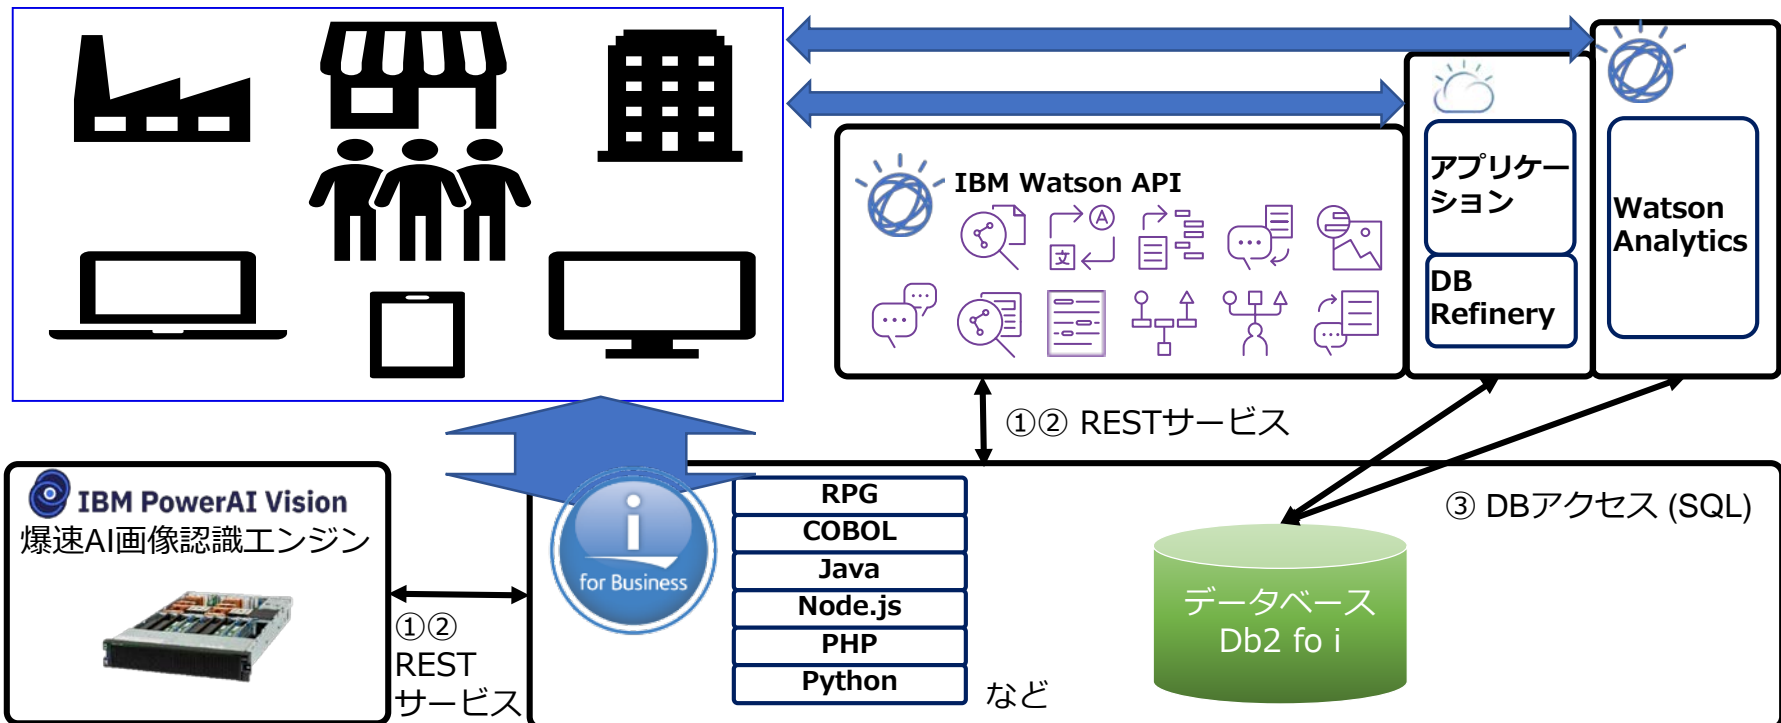 IBM Watson API
アプリケー
ション
DB
Refinery
Watson
Analytics
①② RESTサービス
③ DBアクセス (SQL)
IBM PowerAI Vision
爆速AI画像認識エンジン
①②
REST
サービス
i
for Business
RPG
COBOL
Java
Node.js
PHP
Python
など
データベース
Db2 fo i
A
文